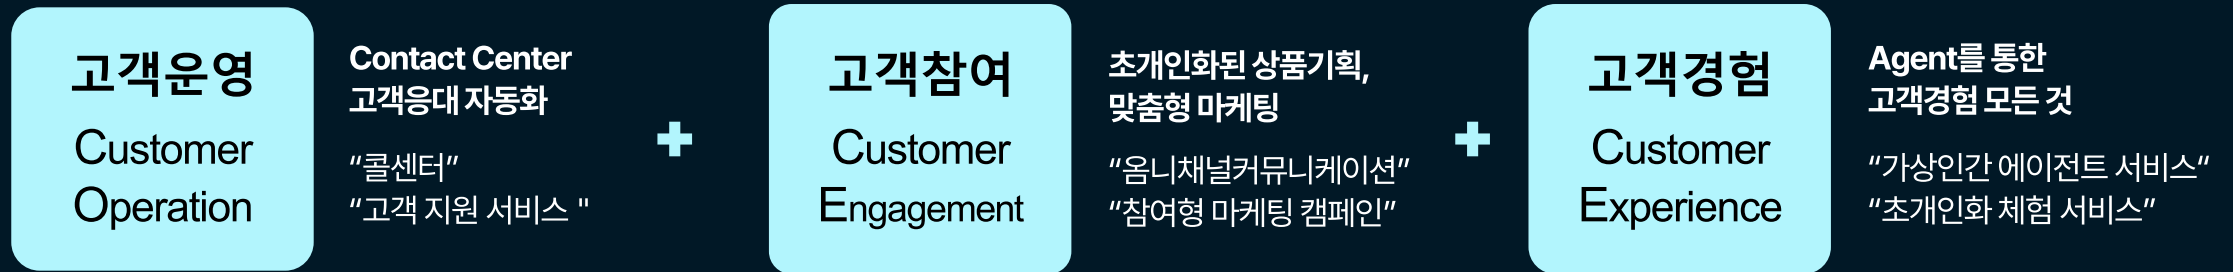 고객운영
Customer
Operation
Contact Center
고객응대 자동화
“콜센터”
“고객 지원 서비스 "
+
고객참여
Customer
Engagement
초개인화된 상품기획,
맞춤형 마케팅
“옴니채널커뮤니케이션”
“참여형 마케팅 캠페인”
+
고객경험
Customer
Experience
Agent를 통한
고객경험 모든 것
“가상인간 에이전트 서비스“
“초개인화 체험 서비스”